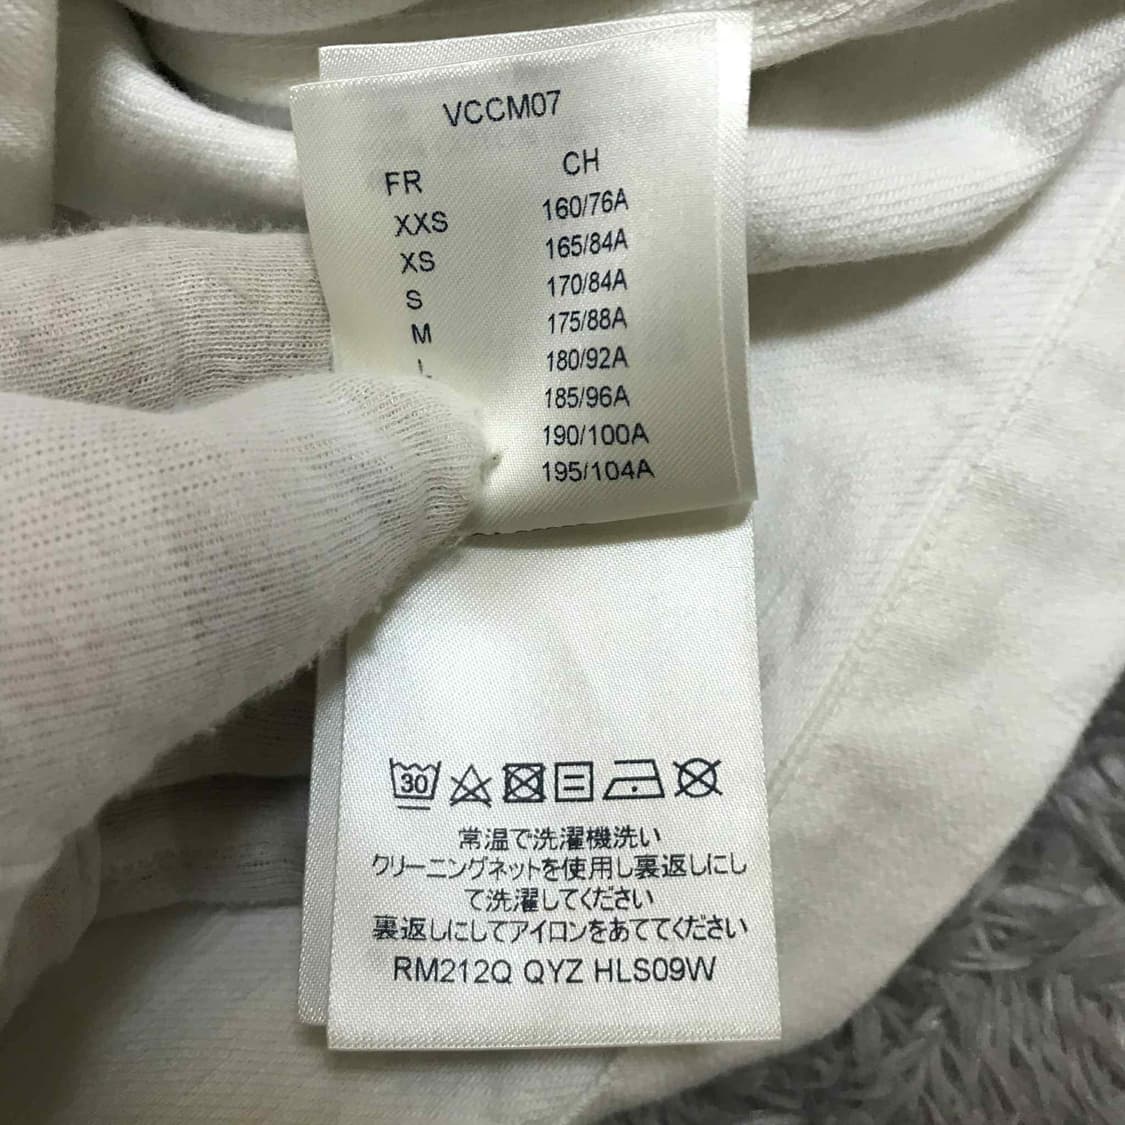 VCCM07
FR CH
XXS 160/76A
XS 165/84A
S 170/84A
M 175/88A
L 180/92A
185/96A
190/100A
195/104A
30
常温で洗濯機洗い
クリーニングネットを使用し裏返しにし
て洗濯してください
裏返しにしてアイロンをあててください
RM212Q QYZ HLS09W